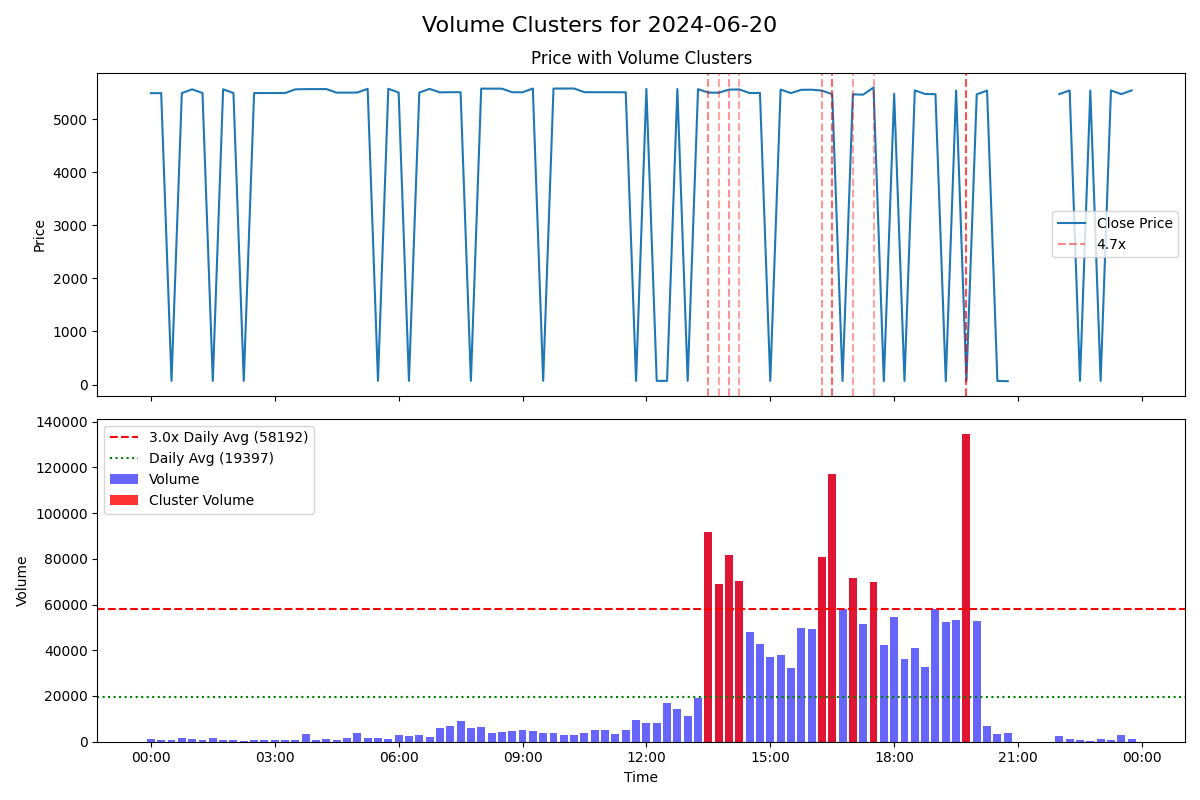 Volume Clusters for 2024-06-20
Price with Volume Clusters
5000
4000
3000
2000
1000
0
Price
Close Price
4.7x
140000
120000
100000
80000
60000
40000
20000
0
Volume
3.0x Daily Avg (58192)
Daily Avg (19397)
Volume
Cluster Volume
00:00 03:00 06:00 09:00 12:00 15:00 18:00 21:00 00:00
Time